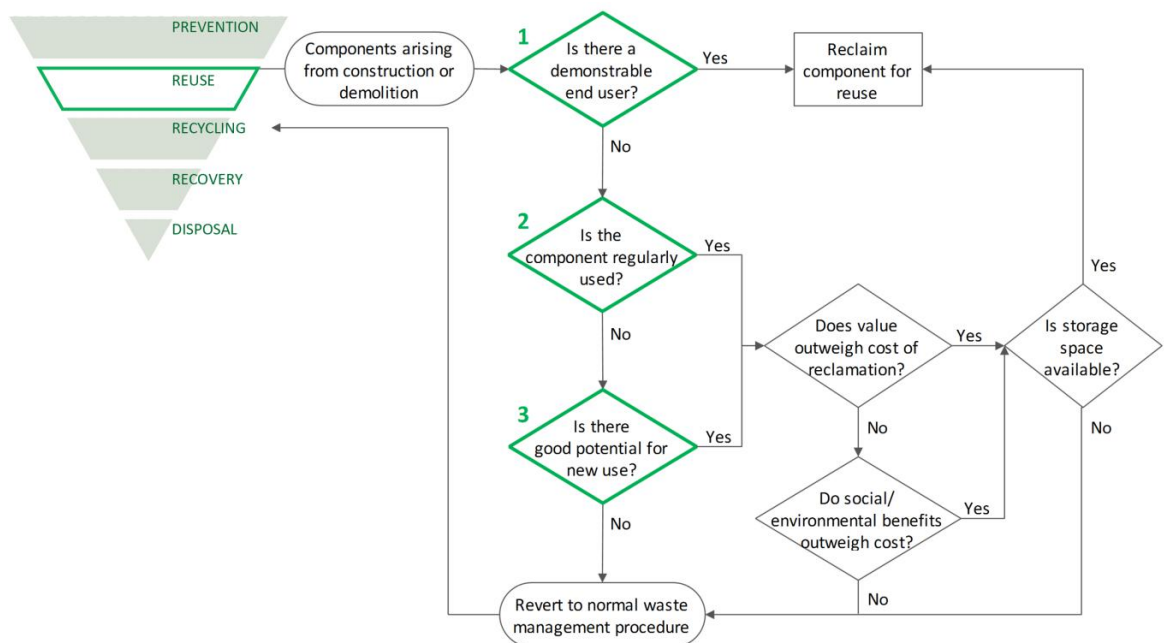 PREVENTION
REUSE
RECYCLING
RECOVERY
DISPOSAL
Components arising
from construction or
demolition
1
Is there a
demonstrable
end user?
Yes
Reclaim
component for
reuse
No
2
Is the
component regularly
used?
Yes
No
3
Is there
good potential for
new use?
Yes
No
Does value
outweigh cost of
reclamation?
Yes
No
Do social/
environmental benefits
outweigh cost?
Yes
No
Is storage
space
available?
Yes
No
Revert to normal waste
management procedure